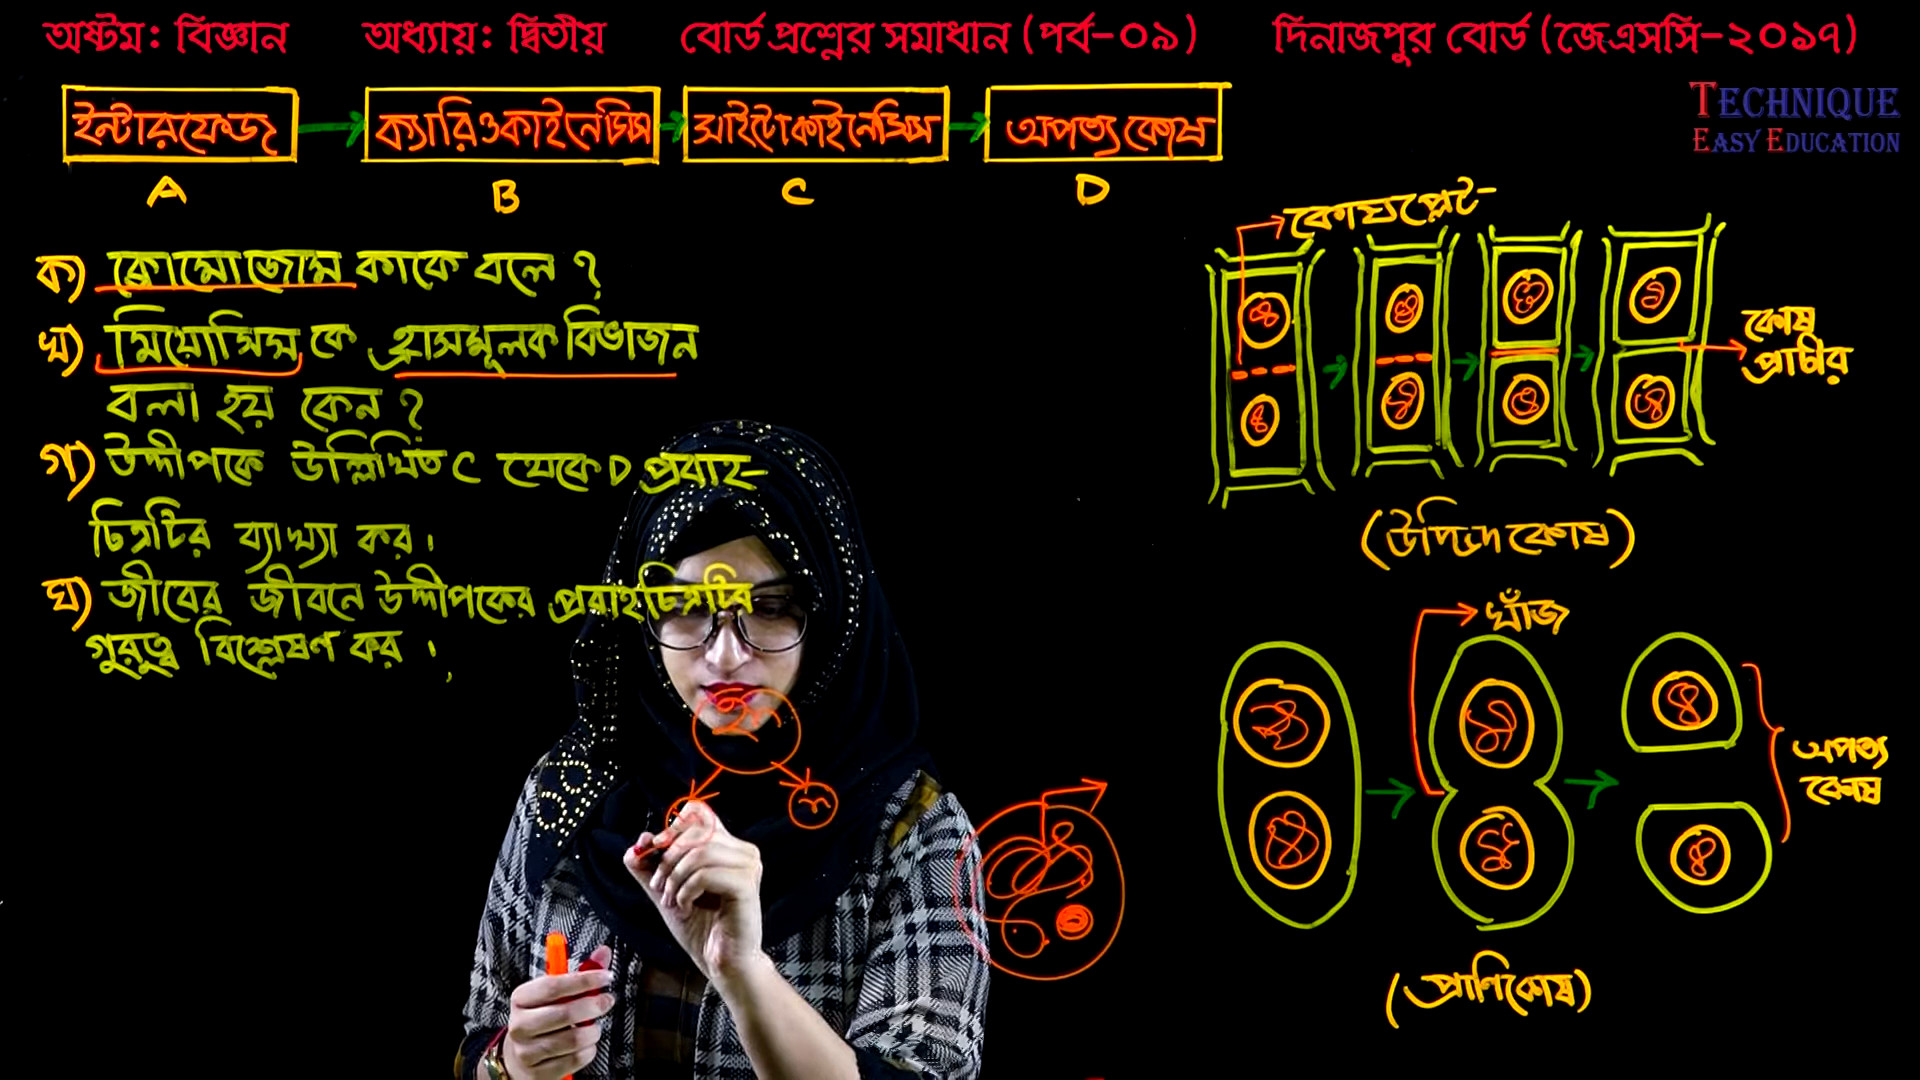 অষ্টম: বিজ্ঞান অধ্যায়: দ্বিতীয় বোর্ড প্রশ্নের সমাধান (পর্ব-০৯) দিনাজপুর বোর্ড (জেএসসি-২০১৭)
TECHNIQUE
EASY EDUCATION
ইন্টারফেজ ক্যারিওকাইনেসিস সাইটোকাইনেসিস অপত্য কোষ
A B C D
ক) ক্রোমোজোম কাকে বলে ?
খ) মিয়োসিস কে হ্রাসমূলক বিভাজন
বলা হয় কেন ?
গ) উদ্দীপকে উল্লিখিত C থেকে D প্রবাহ-
চিত্রটির ব্যাখ্যা কর।
ঘ) জীবের জীবনে উদ্দীপকের প্রবাহ চিত্রটির
গুরুত্ব বিশ্লেষণ কর।
কোষপ্লেট
কোষ
প্রাচীর
(উদ্ভিদ কোষ)
খাঁজ
অপত্য
কোষ
(প্রাণিকোষ)
2n
n